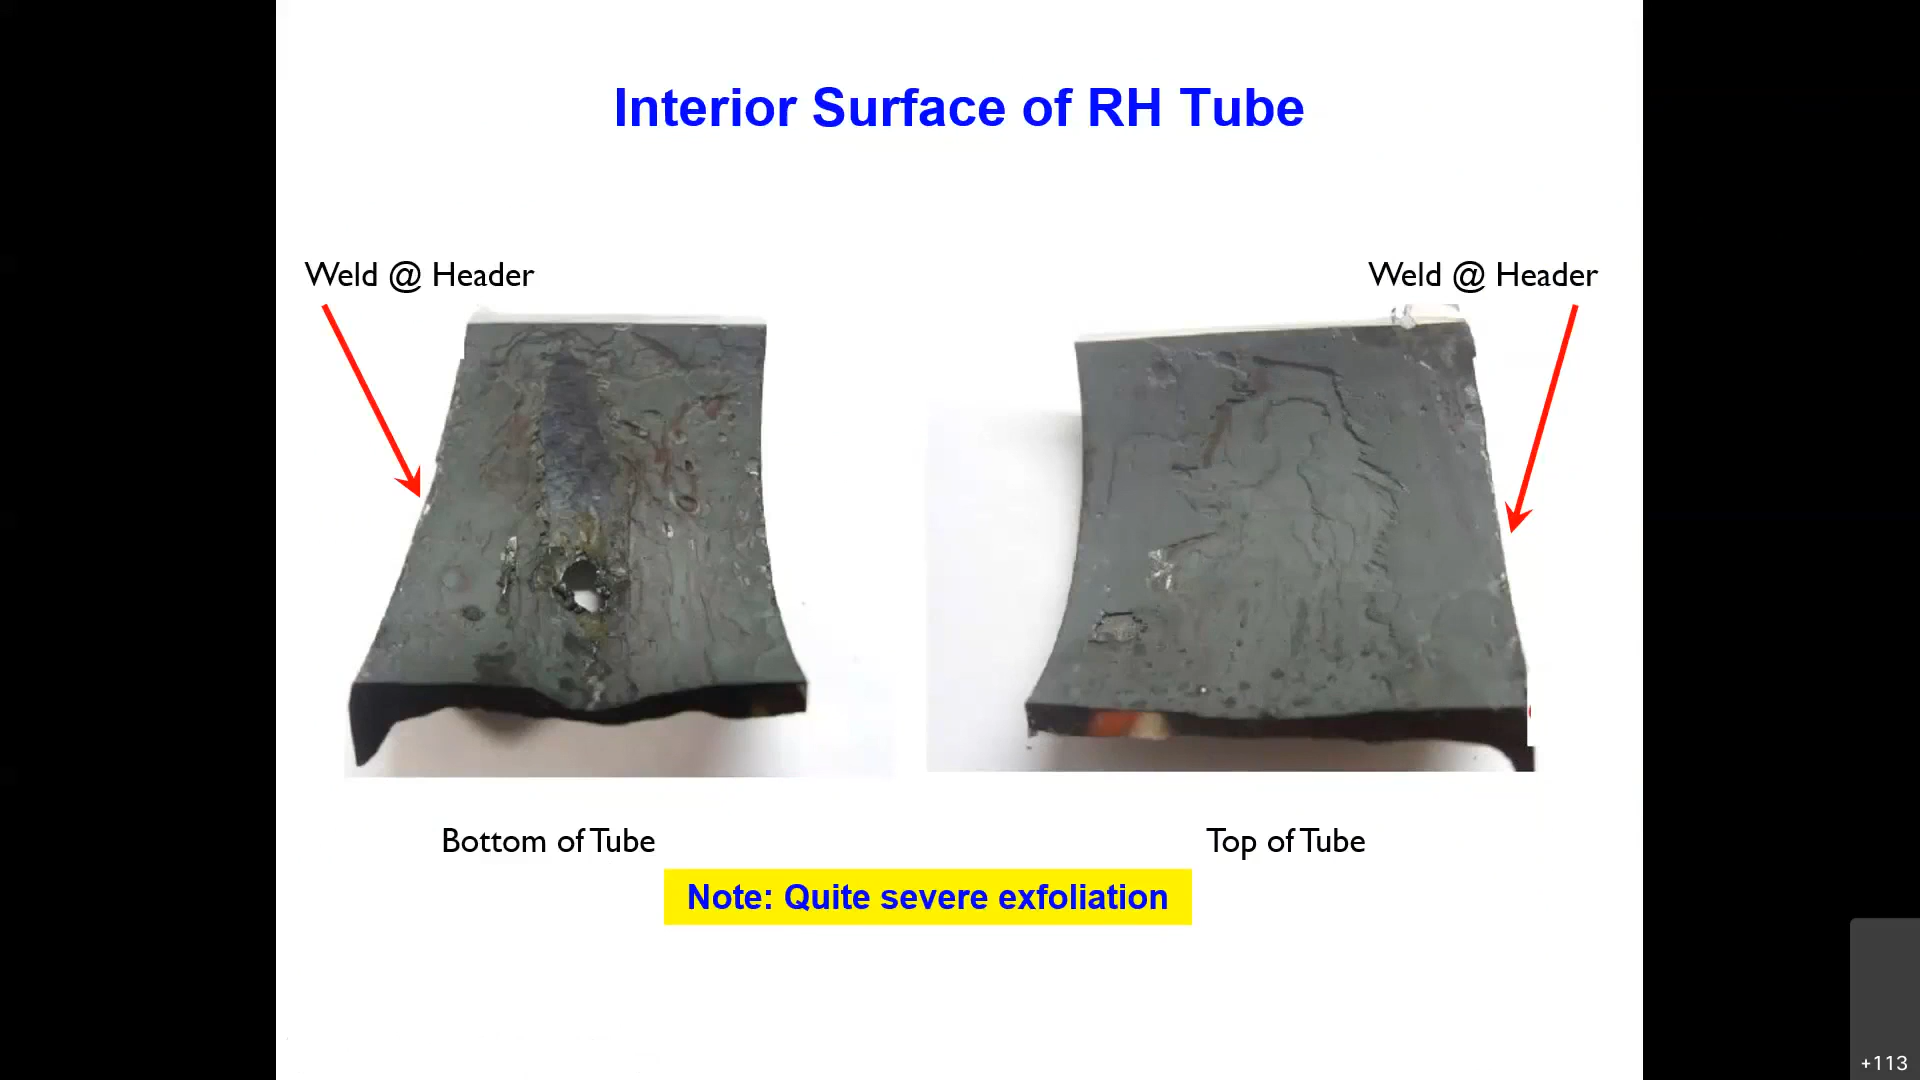 Interior Surface of RH Tube
Weld @ Header
Weld @ Header
Bottom of Tube
Top of Tube
Note: Quite severe exfoliation
+113